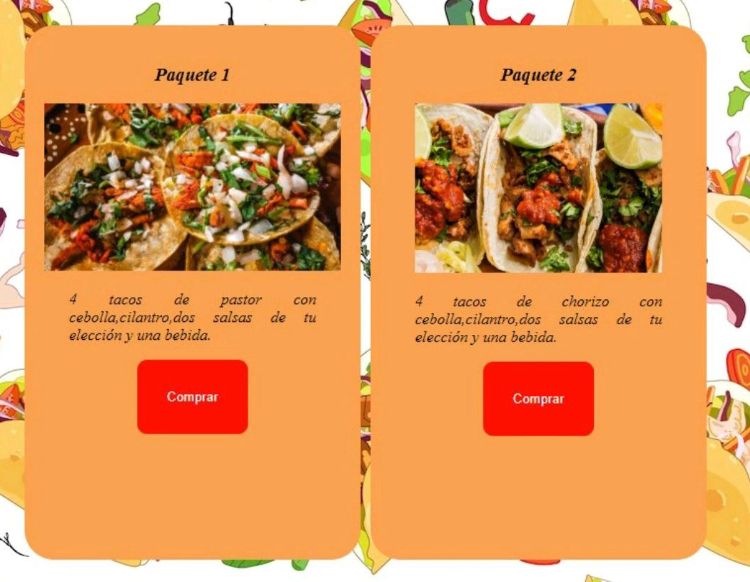 Paquete 1
4 tacos de pastor con
cebolla,cilantro,dos salsas de tu
elección y una bebida.
Comprar
Paquete 2
4 tacos de chorizo con
cebolla,cilantro,dos salsas de tu
elección y una bebida.
Comprar